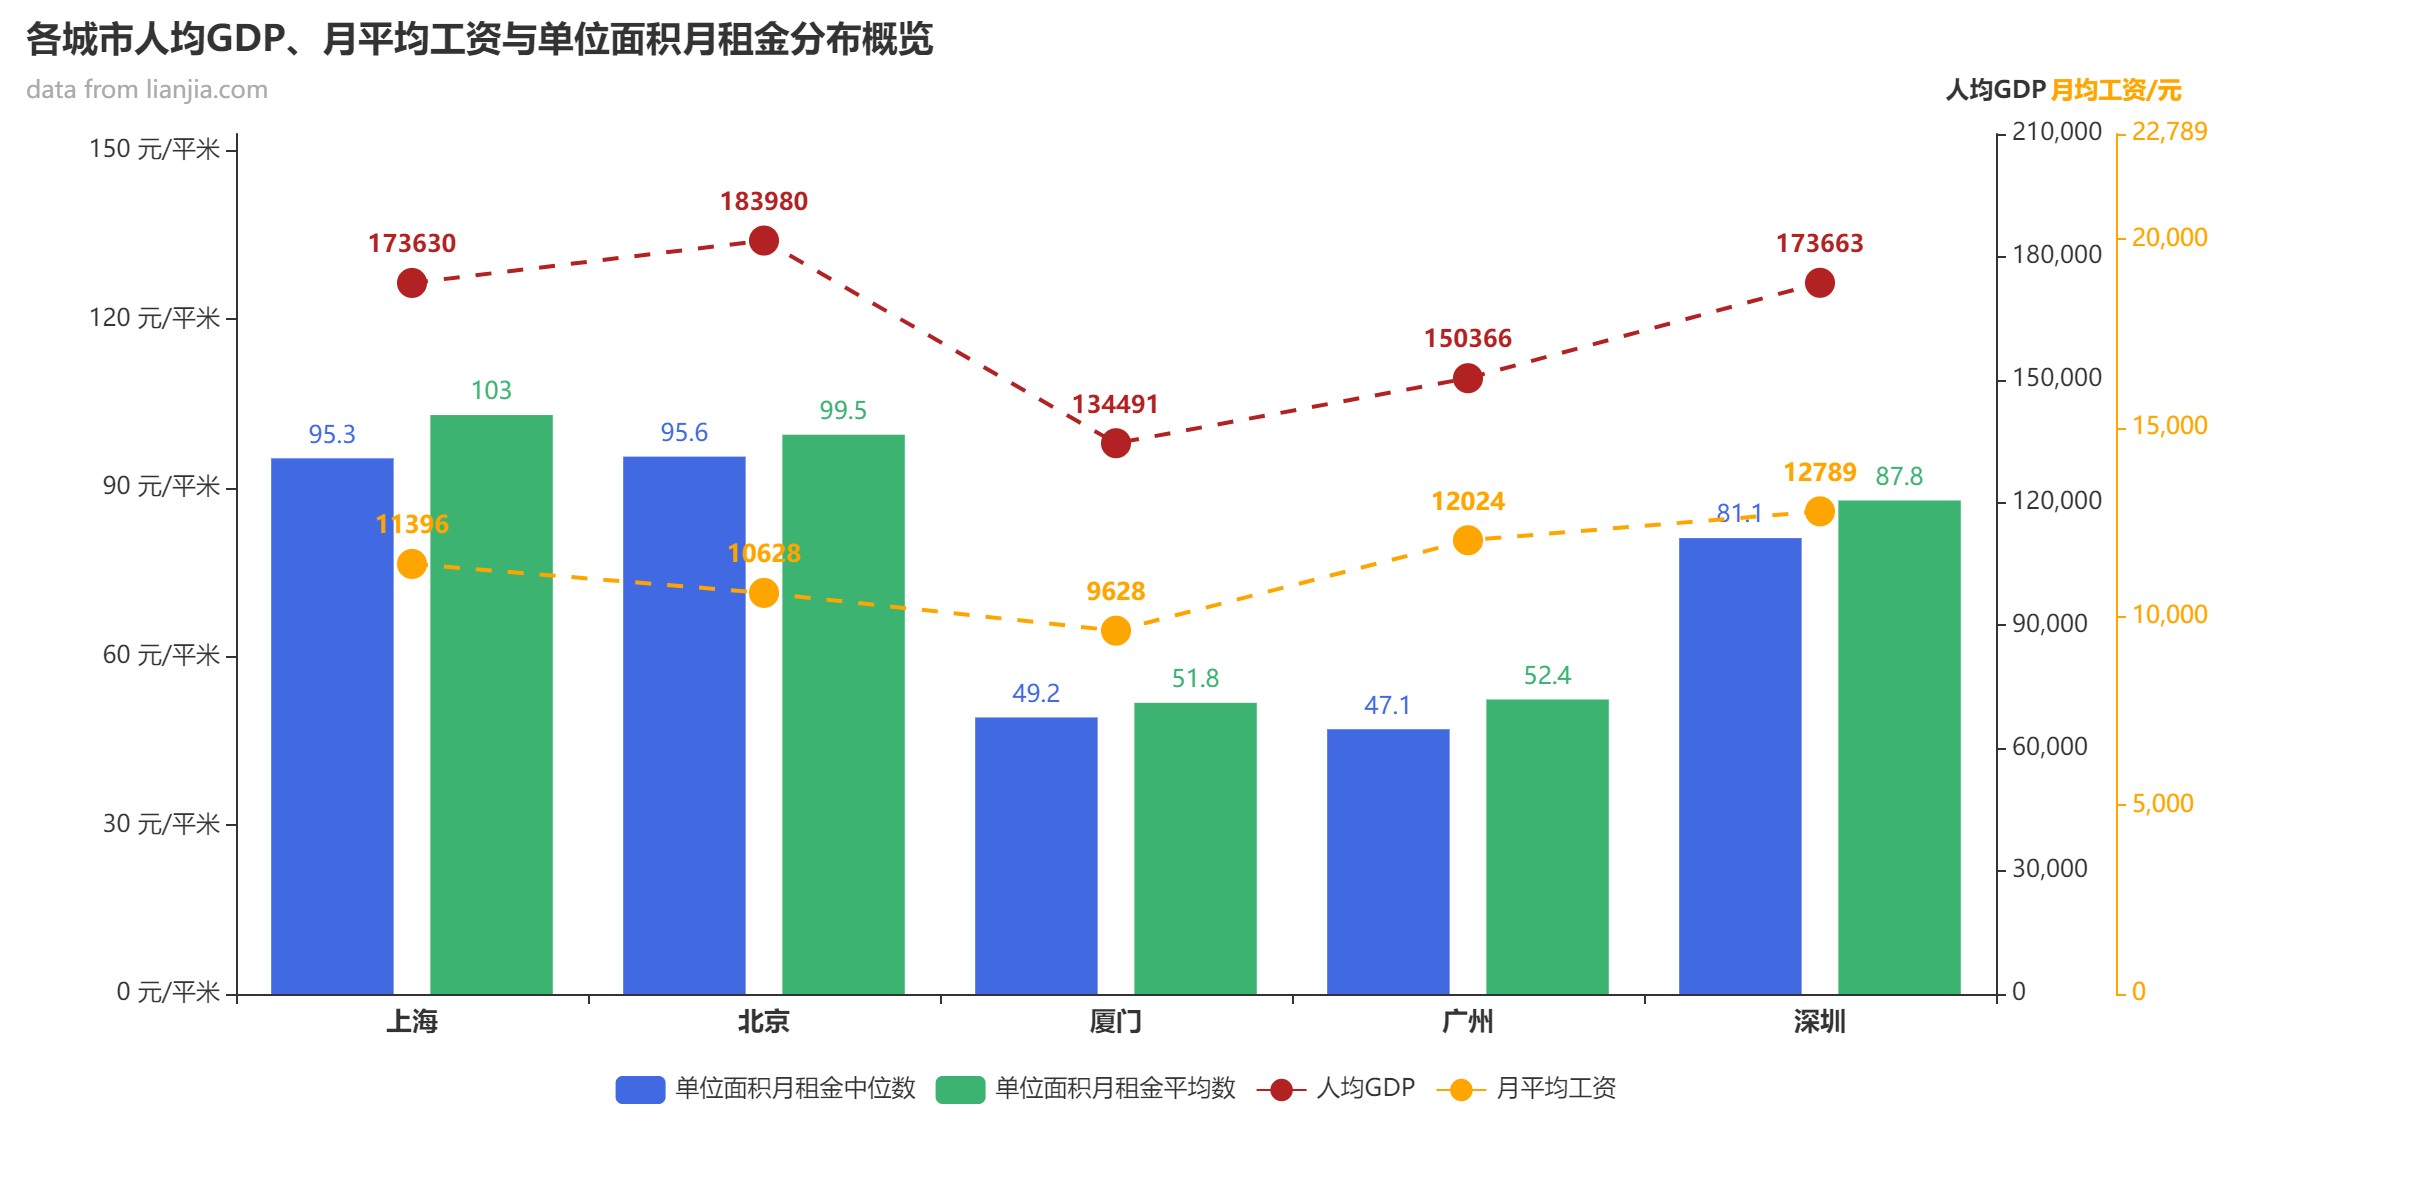 各城市人均GDP、月平均工资与单位面积月租金分布概览
data from lianjia.com
人均GDP 月均工资/元
150 元/平米
120 元/平米
90 元/平米
60 元/平米
30 元/平米
0 元/平米
210,000
180,000
150,000
120,000
90,000
60,000
30,000
0
22,789
20,000
15,000
10,000
5,000
0
173630
183980
134491
150366
173663
95.3
103
95.6
99.5
49.2
51.8
47.1
52.4
81.1
87.8
11396
10628
9628
12024
12789
上海
北京
厦门
广州
深圳
单位面积月租金中位数
单位面积月租金平均数
人均GDP
月平均工资